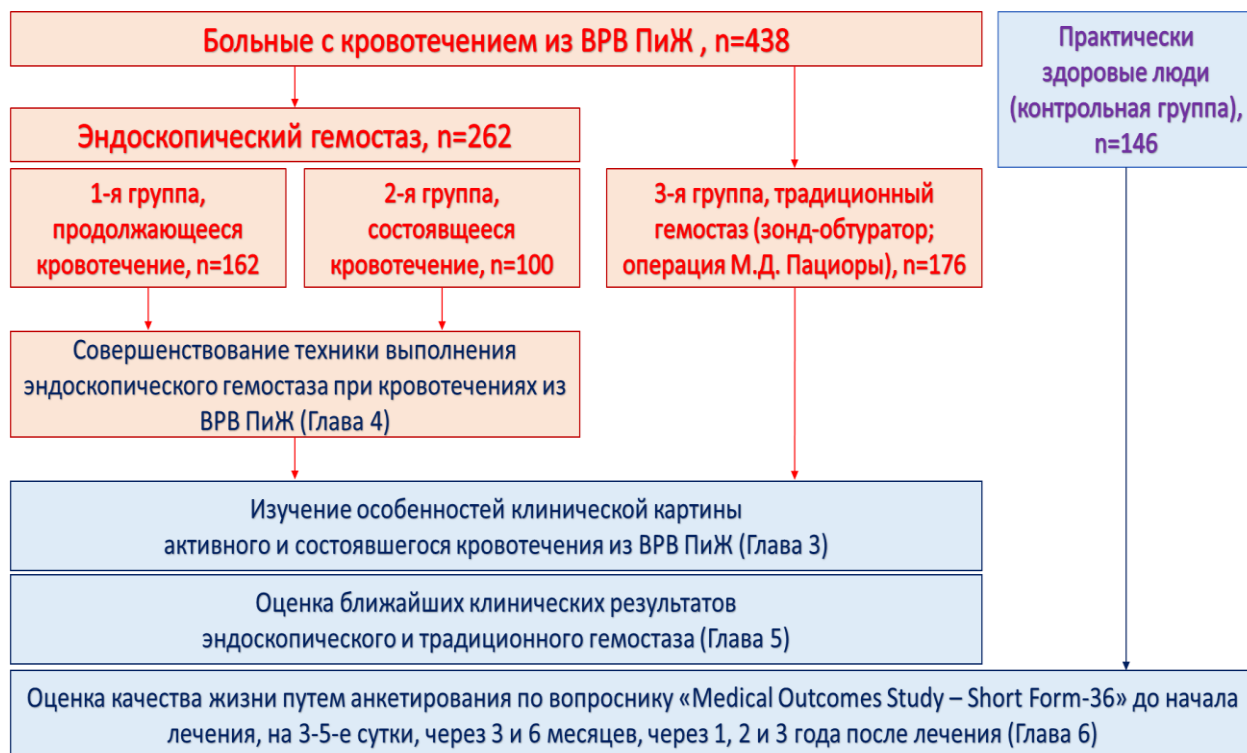 Больные с кровотечением из ВРВ ПиЖ , n=438
Практически
здоровые люди
(контрольная группа),
n=146
Эндоскопический гемостаз, n=262
1-я группа,
продолжающееся
кровотечение, n=162
2-я группа,
состоявщееся
кровотечение, n=100
3-я группа, традиционный
гемостаз (зонд-обтуратор;
операция М.Д. Пациоры), n=176
Совершенствование техники выполнения
эндоскопического гемостаза при кровотечениях из
ВРВ ПиЖ (Глава 4)
Изучение особенностей клинической картины
активного и состоявшегося кровотечения из ВРВ ПиЖ (Глава 3)
Оценка ближайших клинических результатов
эндоскопического и традиционного гемостаза (Глава 5)
Оценка качества жизни путем анкетирования по вопроснику «Medical Outcomes Study – Short Form-36» до начала
лечения, на 3-5-е сутки, через 3 и 6 месяцев, через 1, 2 и 3 года после лечения (Глава 6)